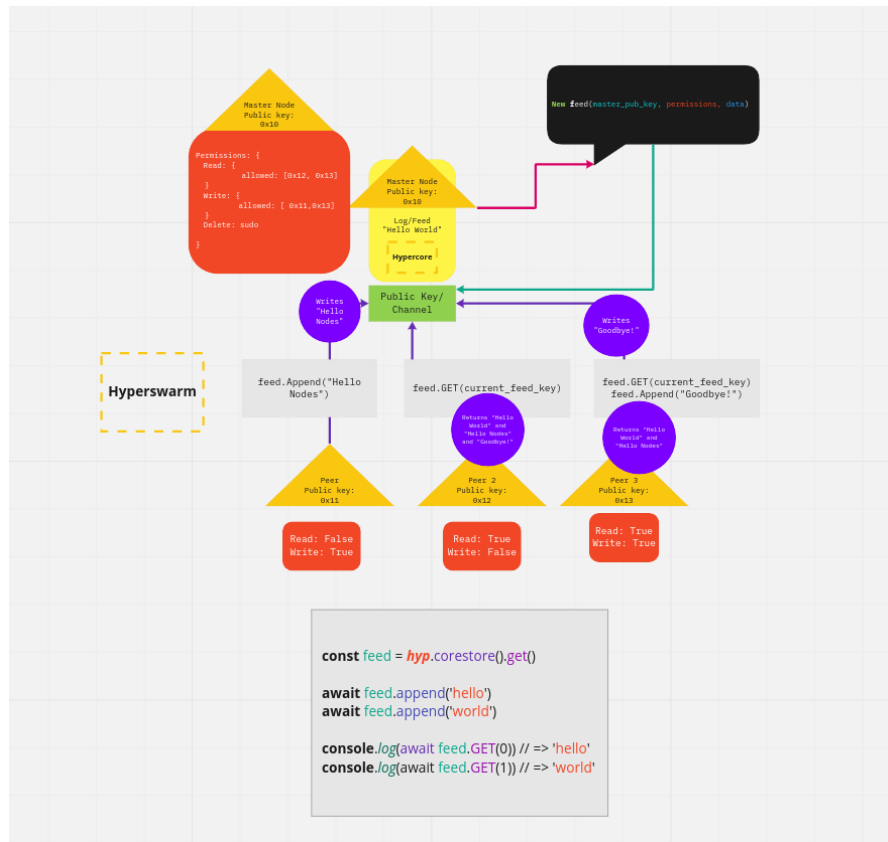 Master Node
Public key:
0x10
Permissions: {
Read: {
allowed: [0x12, 0x13]
}
Write: {
allowed: [ 0x11,0x13]
}
Delete: sudo
}
Master Node
Public key:
0x10
Log/Feed
"Hello World"
Hypercore
New feed(master_pub_key, permissions, data)
Public Key/
Channel
Writes
"Hello
Nodes"
Writes
"Goodbye!"
Hyperswarm
feed.Append("Hello
Nodes")
feed.GET(current_feed_key)
feed.GET(current_feed_key)
feed.Append("Goodbye!")
Returns "Hello
World" and
"Hello Nodes"
and "Goodbye!"
Returns "Hello
World" and
"Hello Nodes"
Peer
Public key:
0x11
Peer 2
Public key:
0x12
Peer 3
Public key:
0x13
Read: False
Write: True
Read: True
Write: False
Read: True
Write: True
const feed = hyp.corestore().get()
await feed.append('hello')
await feed.append('world')
console.log(await feed.GET(0)) // => 'hello'
console.log(await feed.GET(1)) // => 'world'